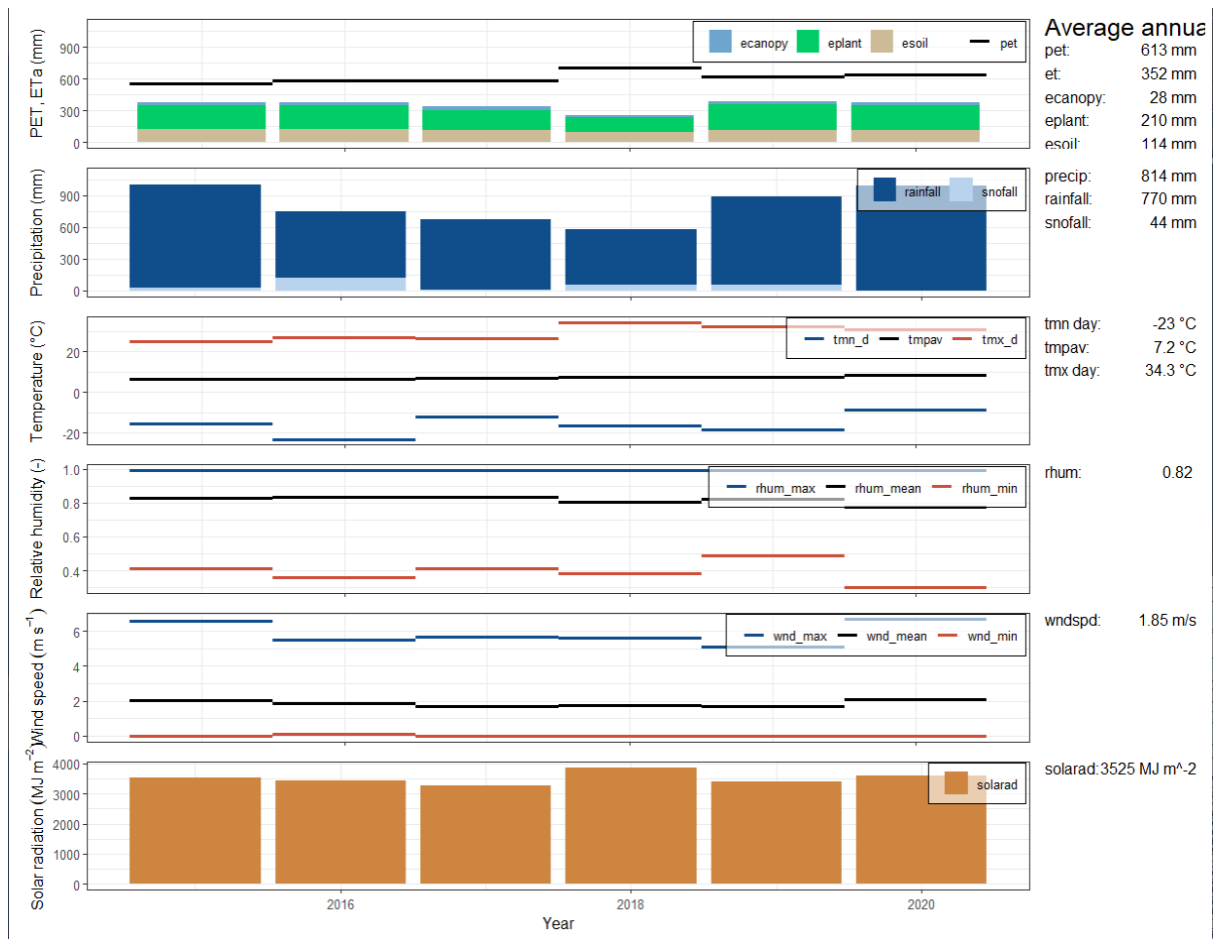 Average annua
PET, ETa (mm)
900
600
300
0
ecanopy eplant esoil pet
pet: 613 mm
et: 352 mm
ecanopy: 28 mm
eplant: 210 mm
esoil: 114 mm
Precipitation (mm)
900
600
300
0
rainfall snofall
precip: 814 mm
rainfall: 770 mm
snofall: 44 mm
Temperature (°C)
20
0
-20
tmn_d tmpav tmx_d
tmn day: -23 °C
tmpav: 7.2 °C
tmx day: 34.3 °C
Relative humidity (-)
1.0
0.8
0.6
0.4
rhum_max rhum_mean rhum_min
rhum: 0.82
Wind speed (m s⁻¹)
6
4
2
0
wnd_max wnd_mean wnd_min
wndspd: 1.85 m/s
Solar radiation (MJ m⁻²)
4000
3000
2000
1000
0
solarad
solarad:3525 MJ m^-2
2016 2018 2020
Year